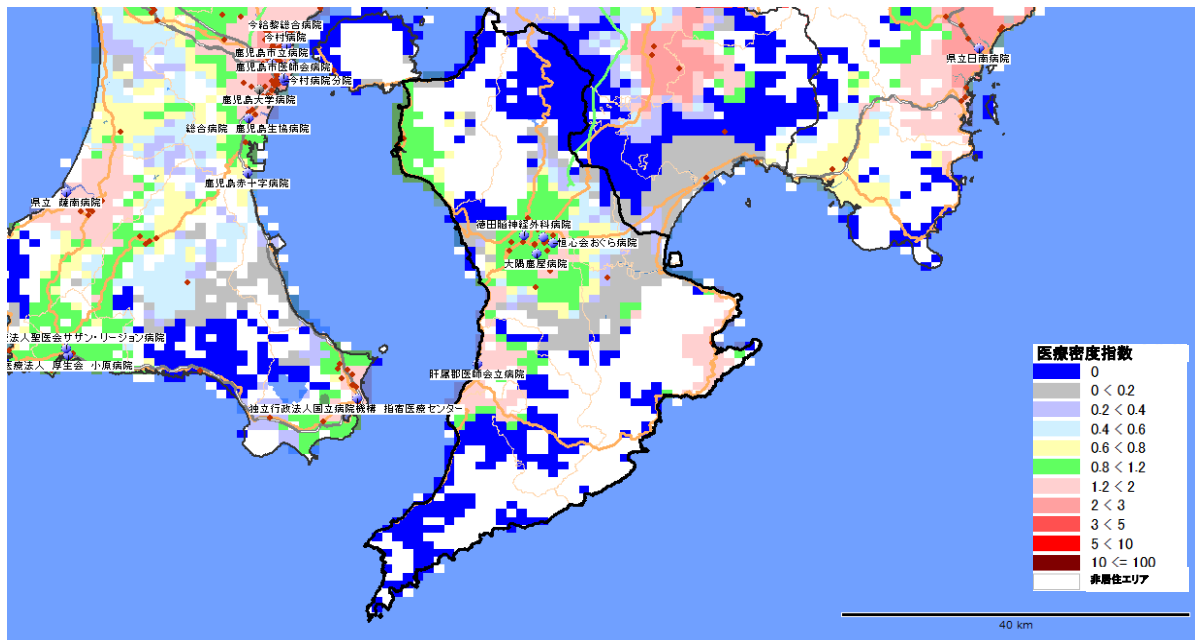 今給黎総合病院
今村病院
鹿児島市立病院
鹿児島市医師会病院
今村病院分院
鹿児島大学病院
総合病院 鹿児島生協病院
鹿児島赤十字病院
県立 薩南病院
県立日南病院
徳田脳神経外科病院
恒心会おぐら病院
大隅鹿屋病院
法人聖医会サザン・リージョン病院
医療法人 厚生会 小原病院
肝属郡医師会立病院
独立行政法人国立病院機構 指宿医療センター
医療密度指数
0
0 < 0.2
0.2 < 0.4
0.4 < 0.6
0.6 < 0.8
0.8 < 1.2
1.2 < 2
2 < 3
3 < 5
5 < 10
10 <= 100
非居住エリア
40 km